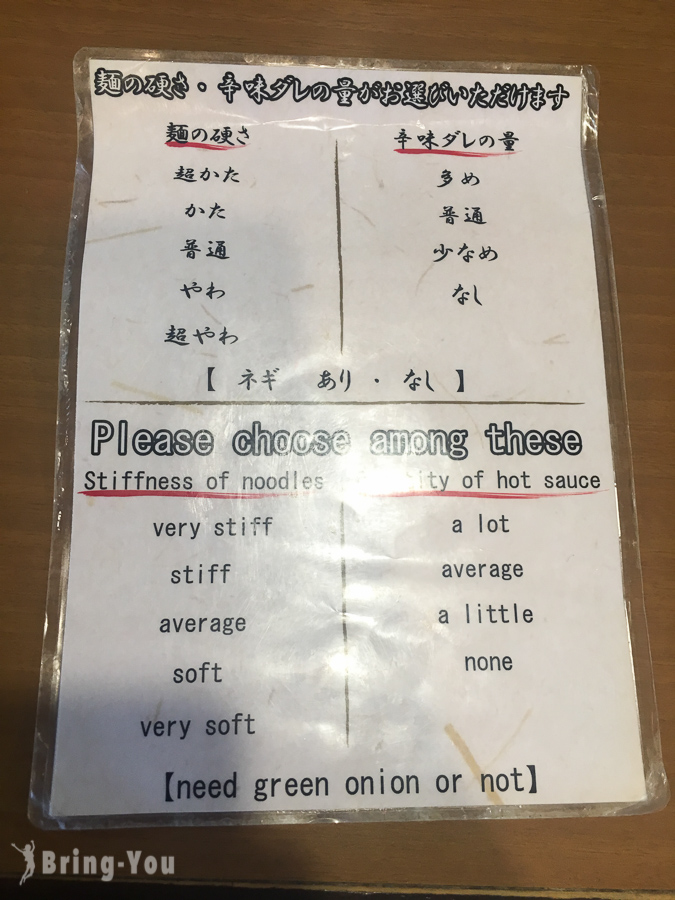 麺の硬さ・辛味ダレの量がお選びいただけます
麺の硬さ
超かた
かた
普通
やわ
超やわ
辛味ダレの量
多め
普通
少なめ
なし
【 ネギ あり・なし 】
Please choose among these
Stiffness of noodles
very stiff
stiff
average
soft
very soft
of hot sauce
a lot
average
a little
none
【need green onion or not】
Bring-You